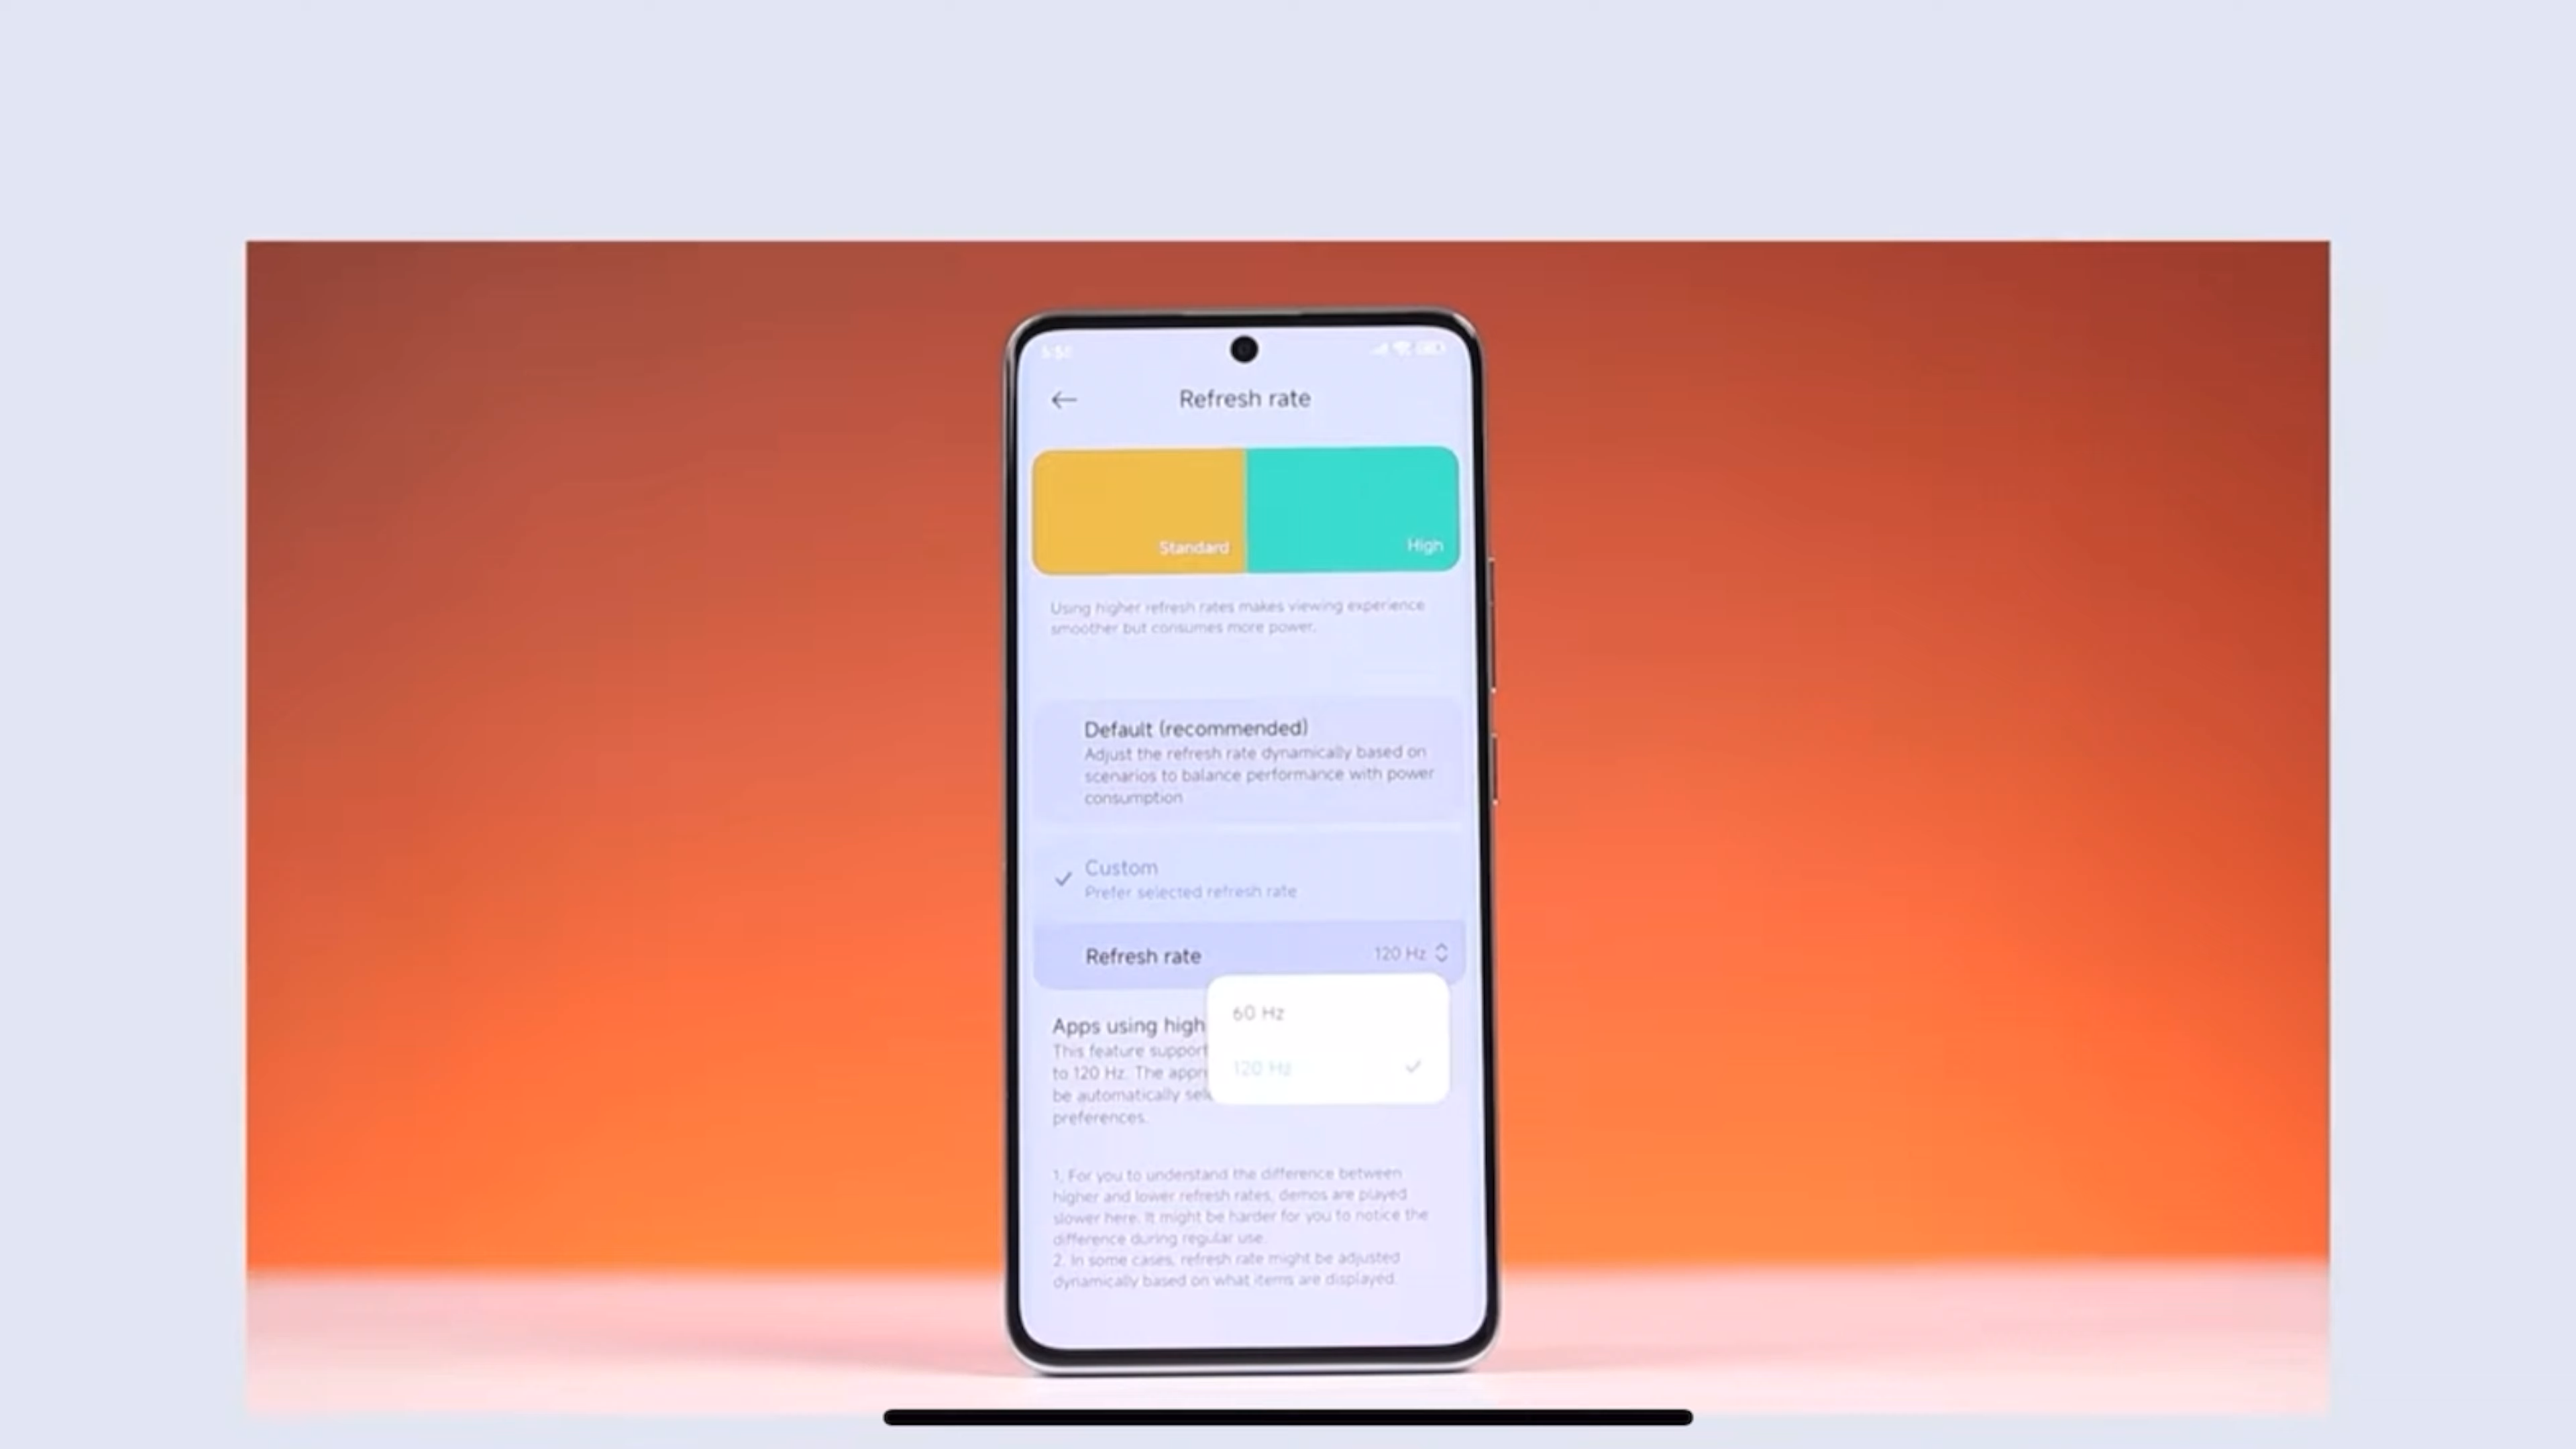 5:51
Refresh rate
Standard
High
Using higher refresh rates makes viewing experience
smoother but consumes more power.
Default (recommended)
Adjust the refresh rate dynamically based on
scenarios to balance performance with power
consumption
Custom
Prefer selected refresh rate
Refresh rate 120 Hz
60 Hz
120 Hz
Apps using high
This feature support
to 120 Hz. The appr
be automatically sele
preferences.
1. For you to understand the difference between
higher and lower refresh rates, demos are played
slower here. It might be harder for you to notice the
difference during regular use.
2. In some cases, refresh rate might be adjusted
dynamically based on what items are displayed.